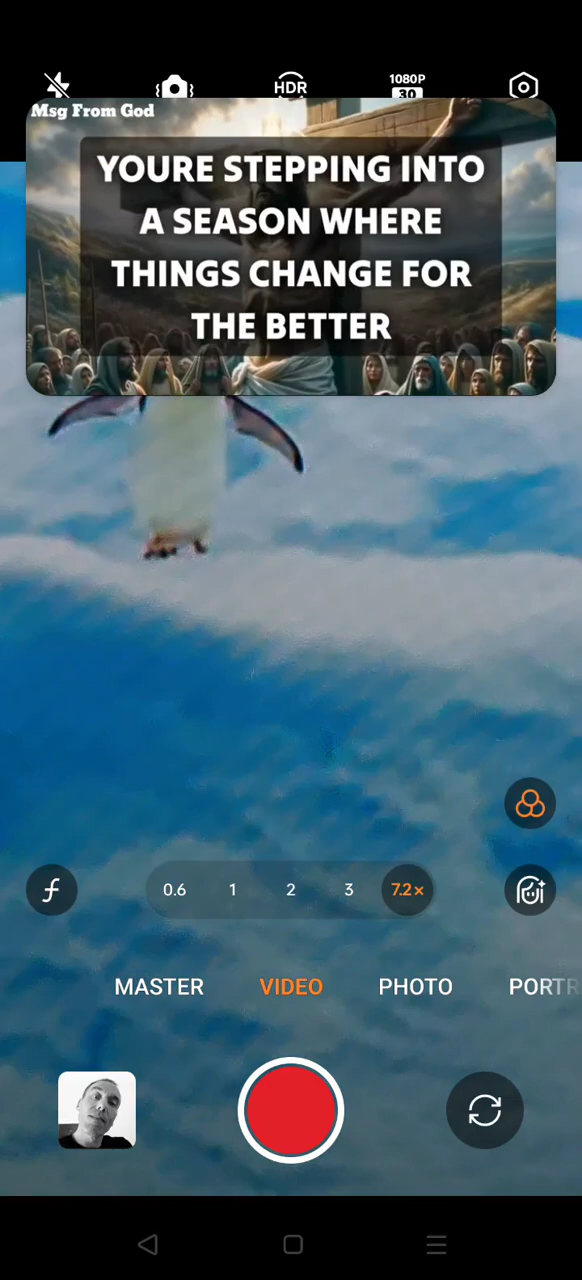 HDR
1080P
30
Msg From God
YOURE STEPPING INTO
A SEASON WHERE
THINGS CHANGE FOR
THE BETTER
0.6 1 2 3 7.2×
MASTER VIDEO PHOTO PORTR